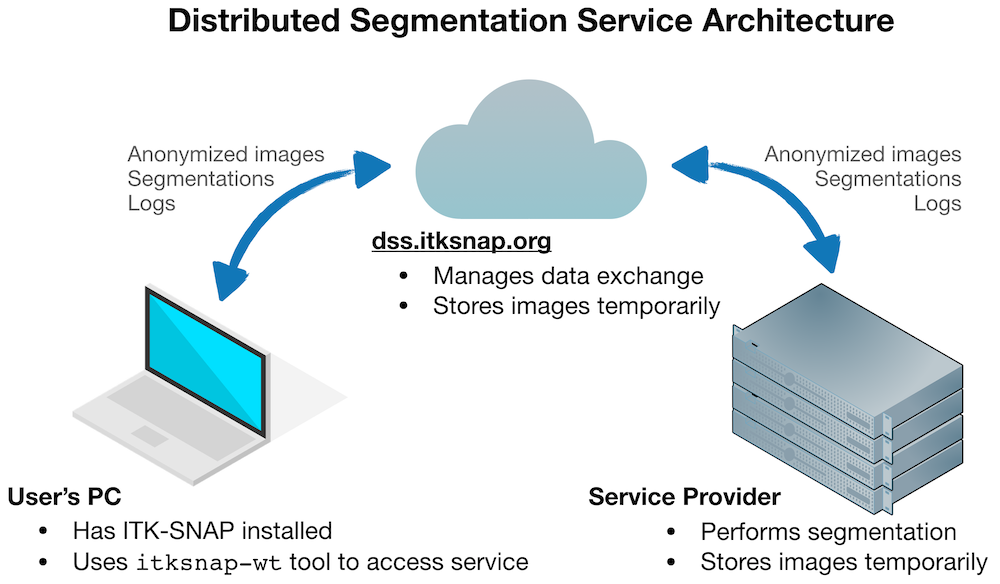 Distributed Segmentation Service Architecture
Anonymized images
Segmentations
Logs
Anonymized images
Segmentations
Logs
dss.itksnap.org
• Manages data exchange
• Stores images temporarily
User’s PC
• Has ITK-SNAP installed
• Uses itksnap-wt tool to access service
Service Provider
• Performs segmentation
• Stores images temporarily